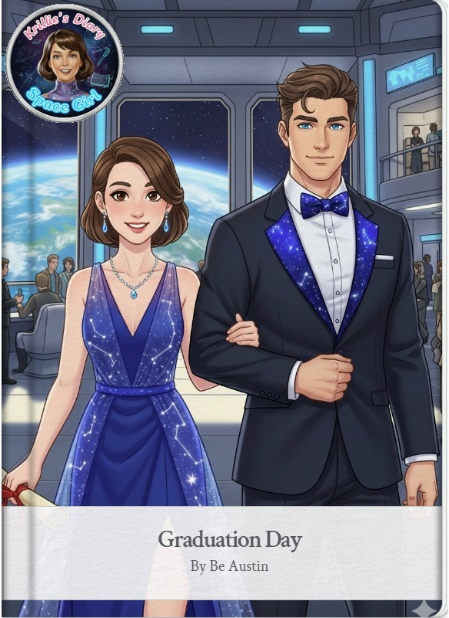 Krillie's Diary
Space Girl
Graduation Day
By Be Austin